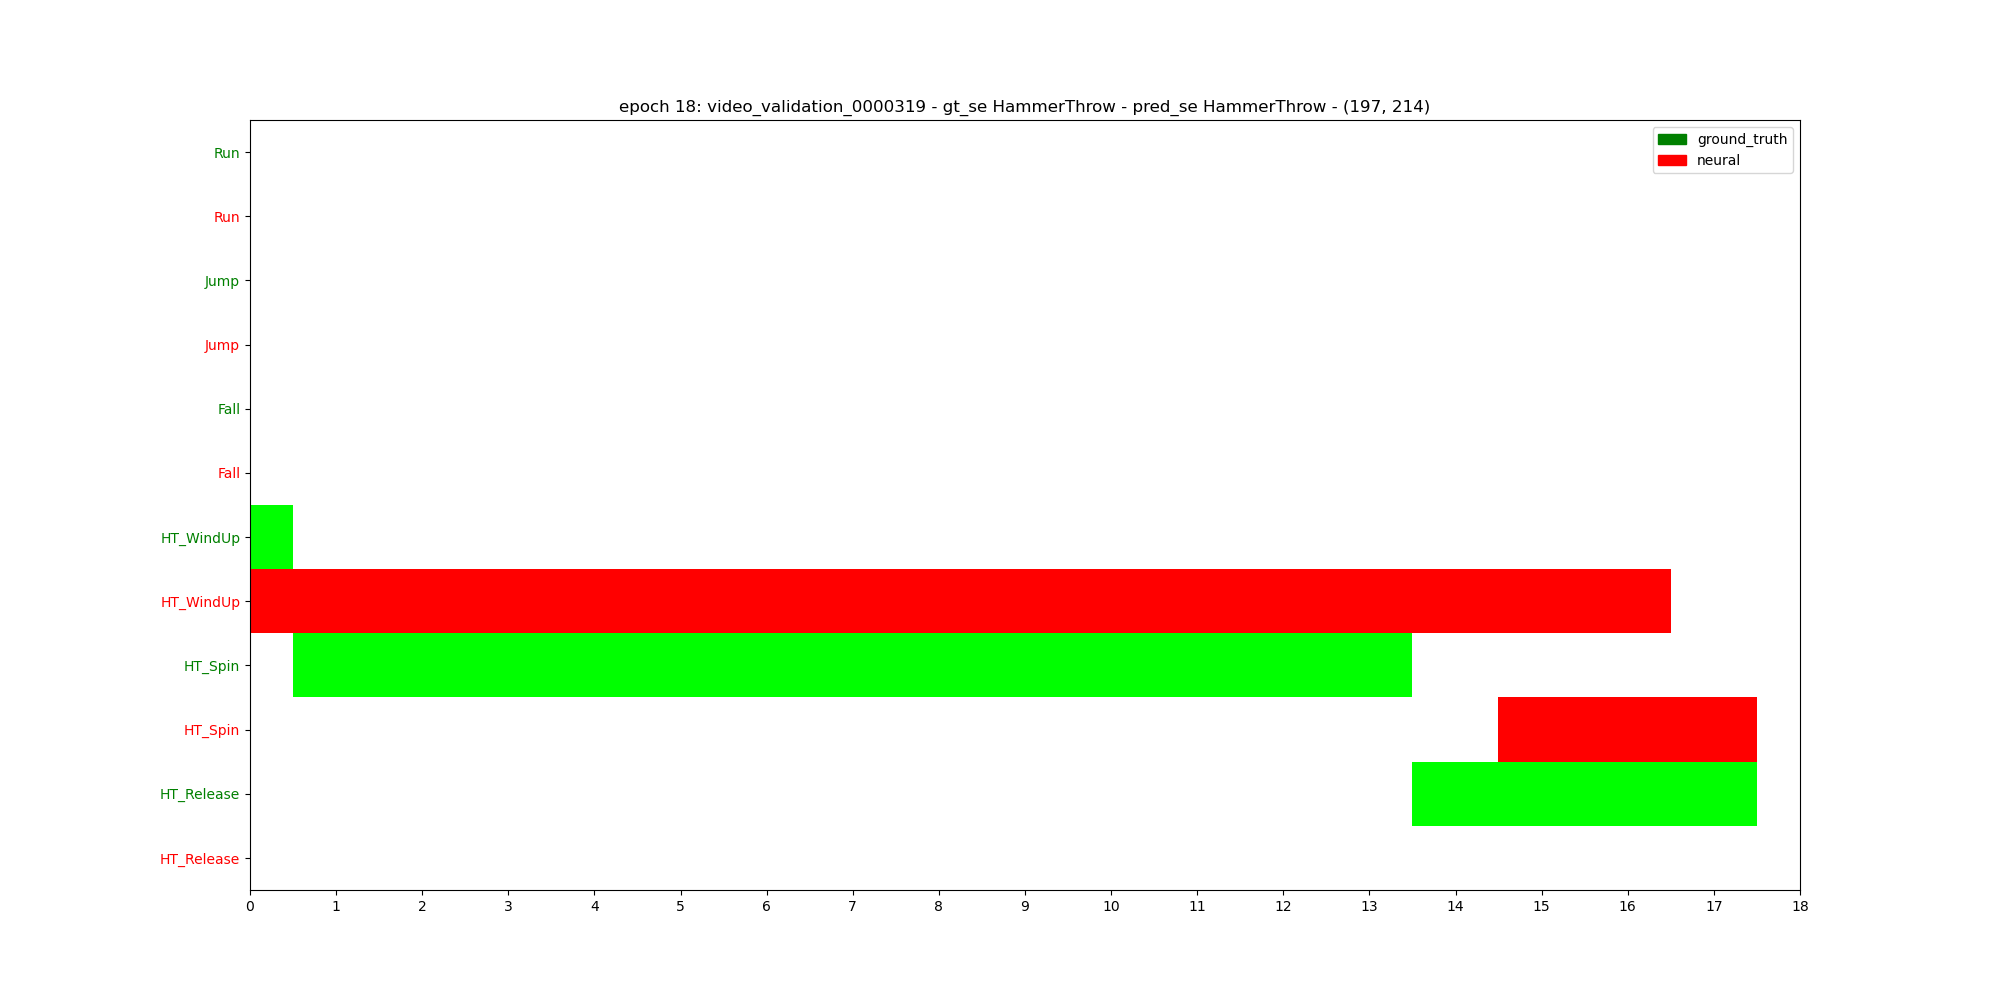 epoch 18: video_validation_0000319 - gt_se HammerThrow - pred_se HammerThrow - (197, 214)
ground_truth
neural
Run
Run
Jump
Jump
Fall
Fall
HT_WindUp
HT_WindUp
HT_Spin
HT_Spin
HT_Release
HT_Release
0 1 2 3 4 5 6 7 8 9 10 11 12 13 14 15 16 17 18